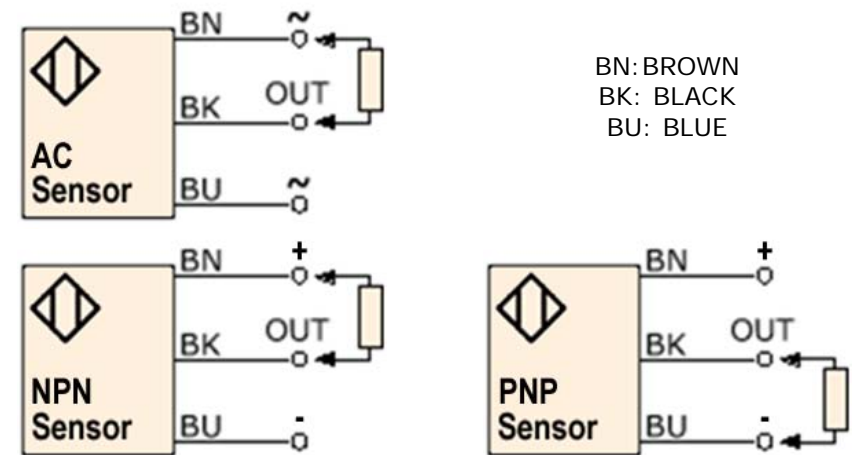 BN ~
BK OUT
AC
Sensor
BU ~
BN: BROWN
BK: BLACK
BU: BLUE
BN +
BK OUT
NPN
Sensor
BU -
BN +
BK OUT
PNP
Sensor
BU -